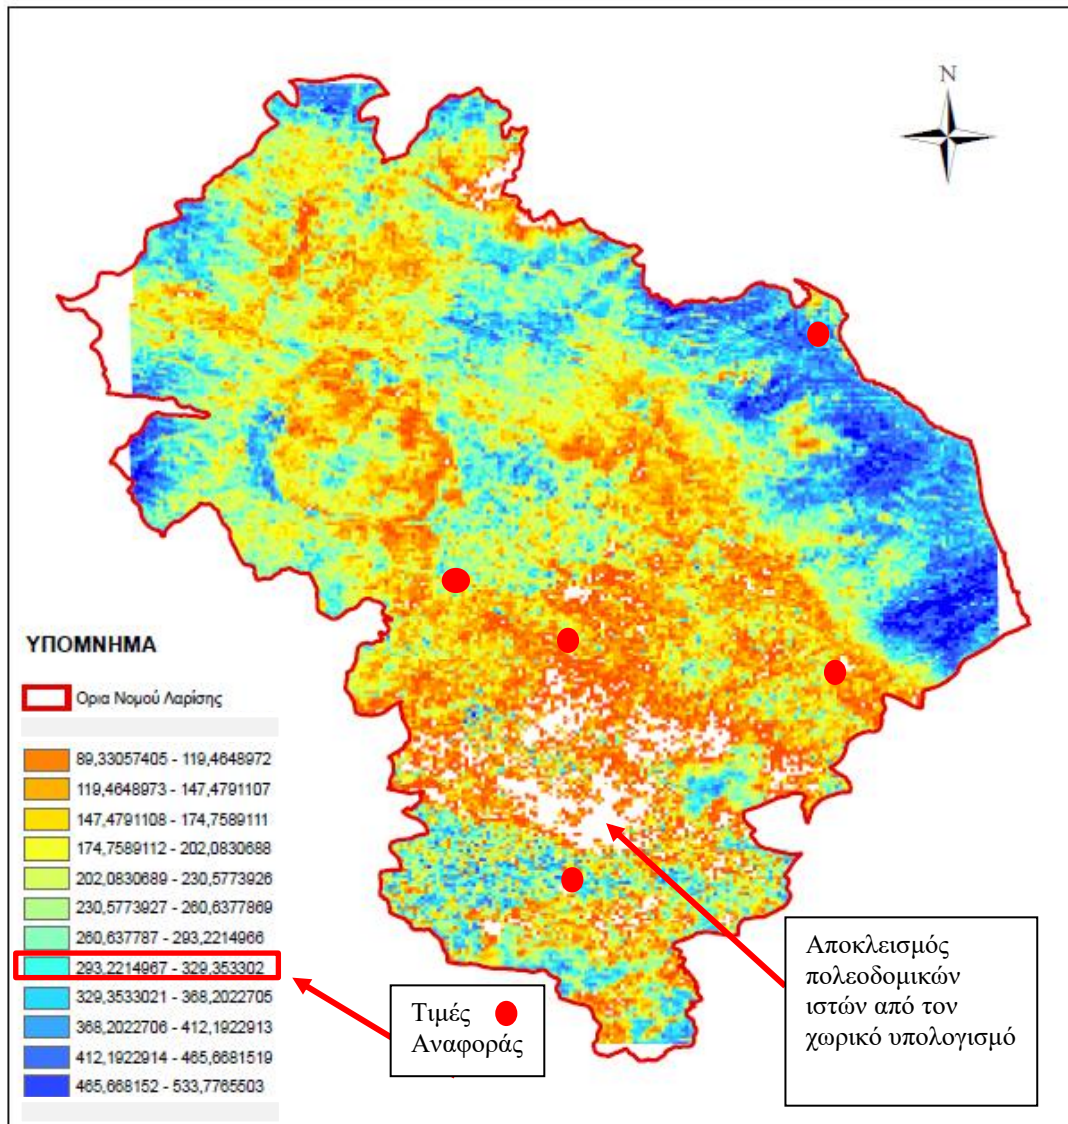 N
ΥΠΟΜΝΗΜΑ
Ορια Νομού Λαρίσης
89,33057405 - 119,4648972
119,4648973 - 147,4791107
147,4791108 - 174,7589111
174,7589112 - 202,0830688
202,0830689 - 230,5773926
230,5773927 - 260,6377869
260,637787 - 293,2214966
293,2214967 - 329,353302
329,3533021 - 368,2022705
368,2022706 - 412,1922913
412,1922914 - 465,6681519
465,668152 - 533,7765503
Τιμές
Αναφοράς
Αποκλεισμός
πολεοδομικών
ιστών από τον
χωρικό υπολογισμό